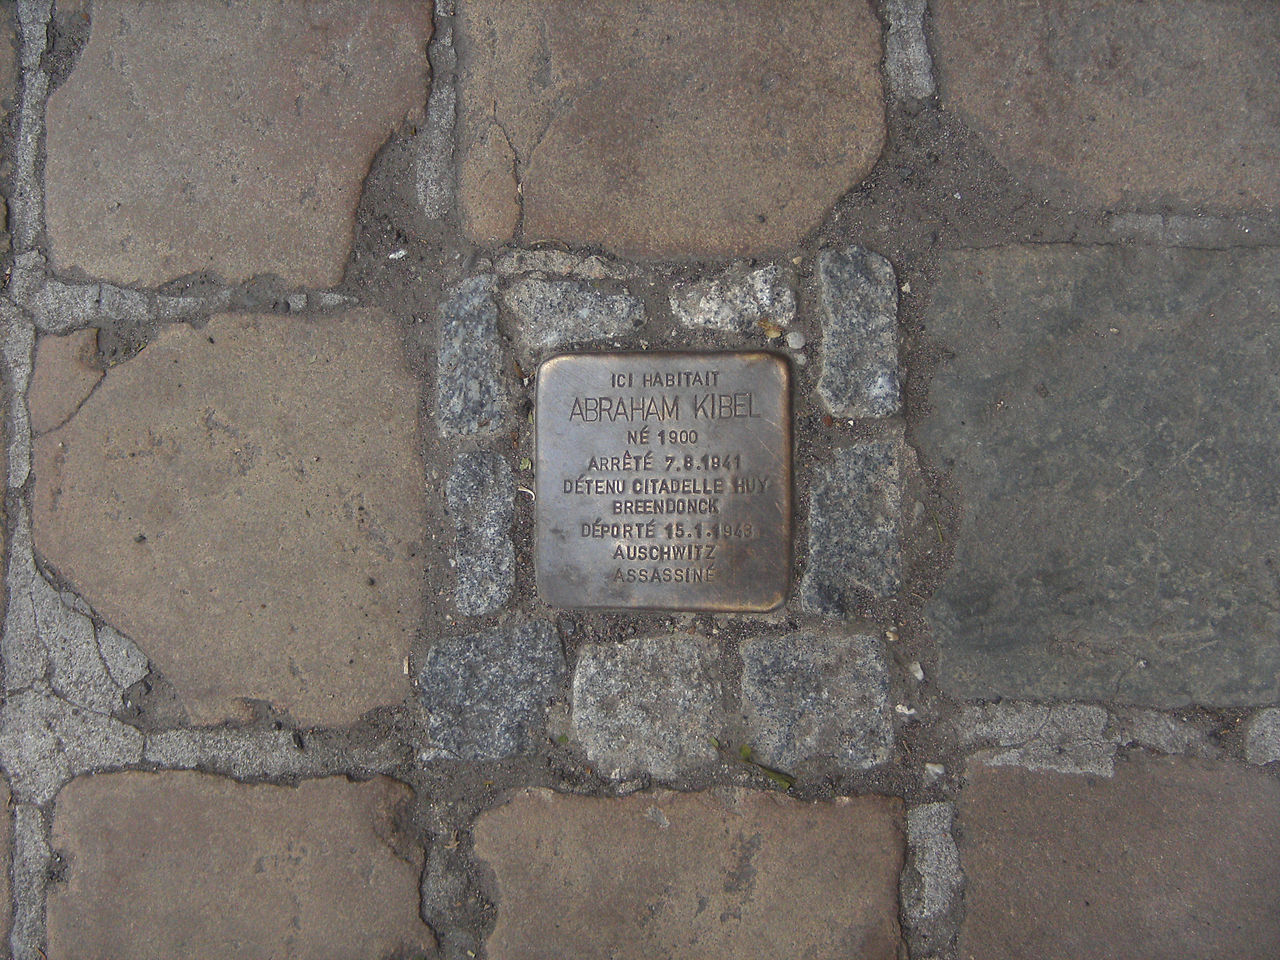 ICI HABITAIT
ABRAHAM KIBEL
NÉ 1900
ARRÊTÉ 7.8.1941
DÉTENU CITADELLE HUY
BREENDONCK
DÉPORTÉ 15.1.1943
AUSCHWITZ
ASSASSINÉ